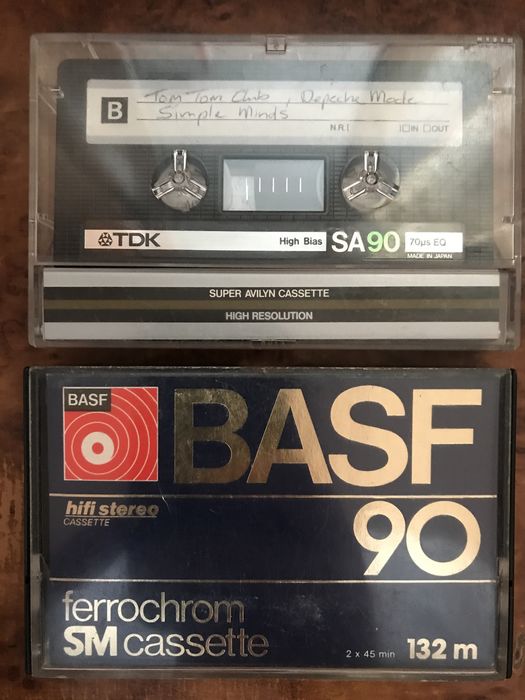 B
Tom Tom Club, Depeche Mode
Simple Minds
N.R. IN OUT
TDK High Bias SA90 70µs EQ
MADE IN JAPAN
SUPER AVILYN CASSETTE
HIGH RESOLUTION
BASF BASF
hifi stereo
CASSETTE
90
ferrochrom
SM cassette 2 x 45 min 132 m